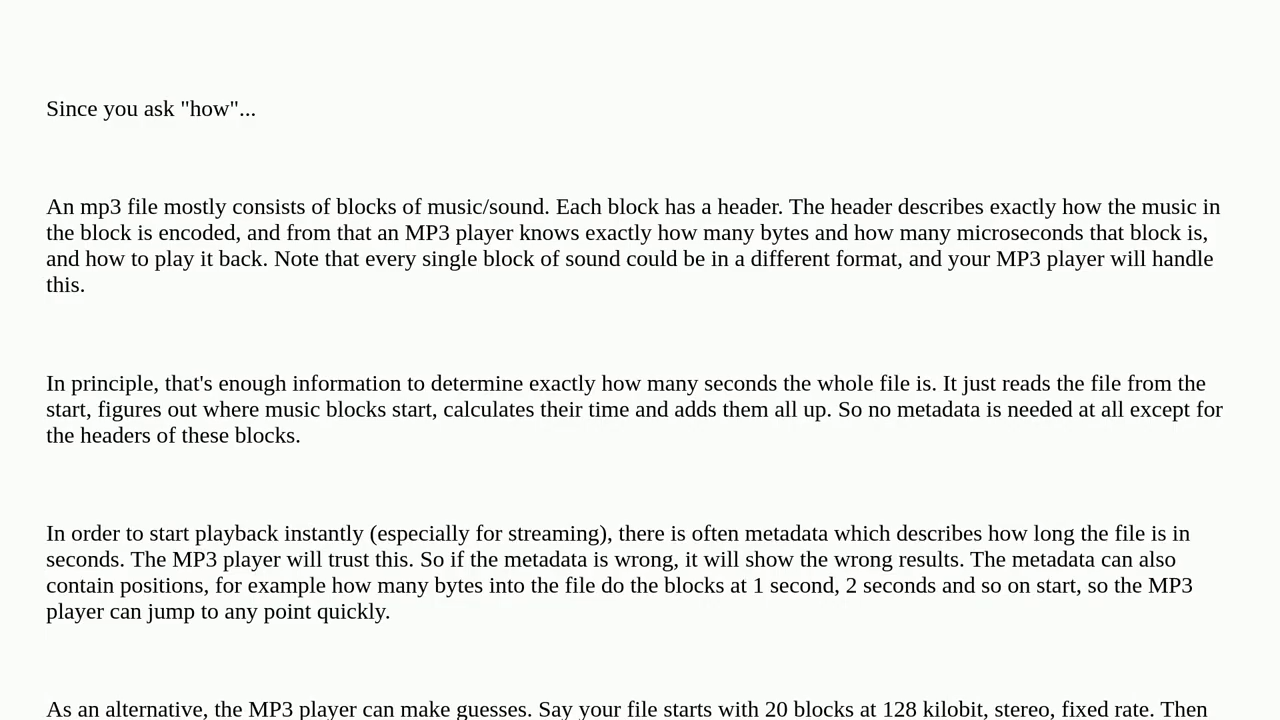 Since you ask "how"...
An mp3 file mostly consists of blocks of music/sound. Each block has a header. The header describes exactly how the music in
the block is encoded, and from that an MP3 player knows exactly how many bytes and how many microseconds that block is,
and how to play it back. Note that every single block of sound could be in a different format, and your MP3 player will handle
this.
In principle, that's enough information to determine exactly how many seconds the whole file is. It just reads the file from the
start, figures out where music blocks start, calculates their time and adds them all up. So no metadata is needed at all except for
the headers of these blocks.
In order to start playback instantly (especially for streaming), there is often metadata which describes how long the file is in
seconds. The MP3 player will trust this. So if the metadata is wrong, it will show the wrong results. The metadata can also
contain positions, for example how many bytes into the file do the blocks at 1 second, 2 seconds and so on start, so the MP3
player can jump to any point quickly.
As an alternative, the MP3 player can make guesses. Say your file starts with 20 blocks at 128 kilobit, stereo, fixed rate. Then